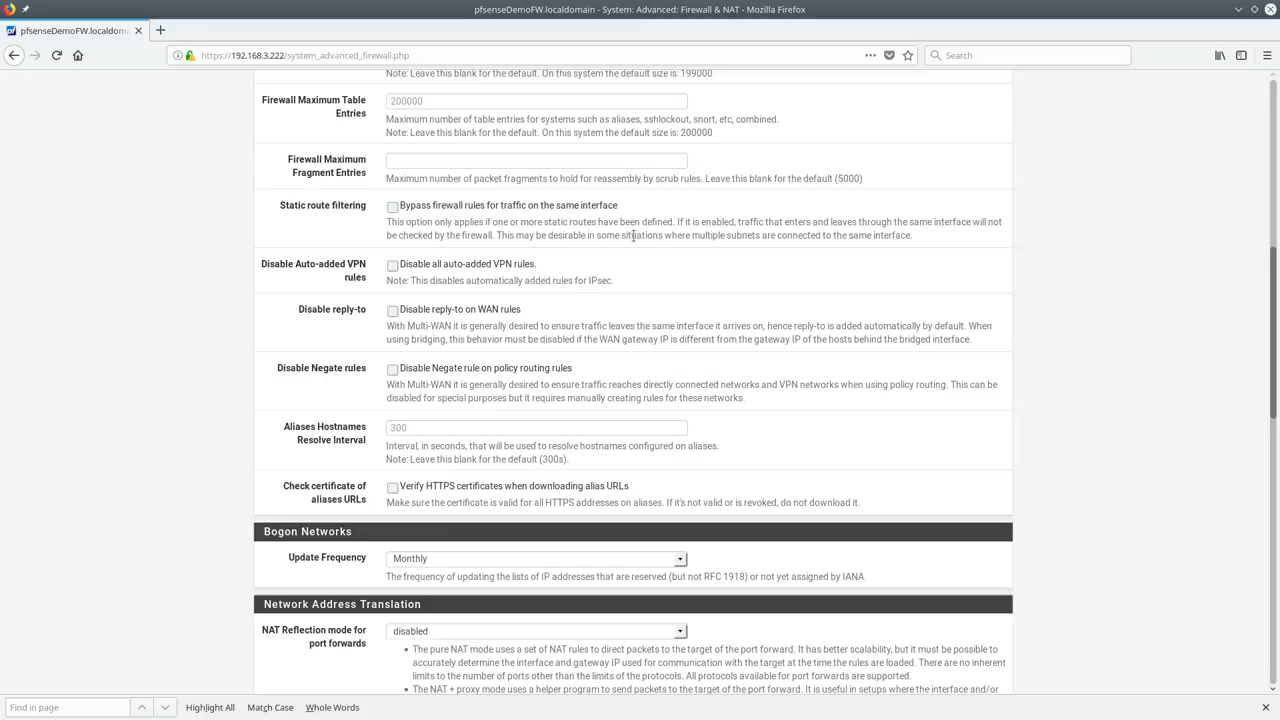 pfsenseDemoFW.localdomain - System: Advanced: Firewall & NAT - Mozilla Firefox
pfsenseDemoFW.localdom
https://192.168.3.222/system_advanced_firewall.php
Search
Note: Leave this blank for the default. On this system the default size is: 199000
Firewall Maximum Table
Entries
200000
Maximum number of table entries for systems such as aliases, sshlockout, snort, etc, combined.
Note: Leave this blank for the default. On this system the default size is: 200000
Firewall Maximum
Fragment Entries
Maximum number of packet fragments to hold for reassembly by scrub rules. Leave this blank for the default (5000)
Static route filtering
Bypass firewall rules for traffic on the same interface
This option only applies if one or more static routes have been defined. If it is enabled, traffic that enters and leaves through the same interface will not
be checked by the firewall. This may be desirable in some situations where multiple subnets are connected to the same interface.
Disable Auto-added VPN
rules
Disable all auto-added VPN rules.
Note: This disables automatically added rules for IPsec.
Disable reply-to
Disable reply-to on WAN rules
With Multi-WAN it is generally desired to ensure traffic leaves the same interface it arrives on, hence reply-to is added automatically by default. When
using bridging, this behavior must be disabled if the WAN gateway IP is different from the gateway IP of the hosts behind the bridged interface.
Disable Negate rules
Disable Negate rule on policy routing rules
With Multi-WAN it is generally desired to ensure traffic reaches directly connected networks and VPN networks when using policy routing. This can be
disabled for special purposes but it requires manually creating rules for these networks.
Aliases Hostnames
Resolve Interval
300
Interval, in seconds, that will be used to resolve hostnames configured on aliases.
Note: Leave this blank for the default (300s).
Check certificate of
aliases URLs
Verify HTTPS certificates when downloading alias URLs
Make sure the certificate is valid for all HTTPS addresses on aliases. If it's not valid or is revoked, do not download it.
Bogon Networks
Update Frequency
Monthly
The frequency of updating the lists of IP addresses that are reserved (but not RFC 1918) or not yet assigned by IANA.
Network Address Translation
NAT Reflection mode for
port forwards
disabled
• The pure NAT mode uses a set of NAT rules to direct packets to the target of the port forward. It has better scalability, but it must be possible to
accurately determine the interface and gateway IP used for communication with the target at the time the rules are loaded. There are no inherent
limits to the number of ports other than the limits of the protocols. All protocols available for port forwards are supported.
• The NAT + proxy mode uses a helper program to send packets to the target of the port forward. It is useful in setups where the interface and/or
Find in page
Highlight All
Match Case
Whole Words